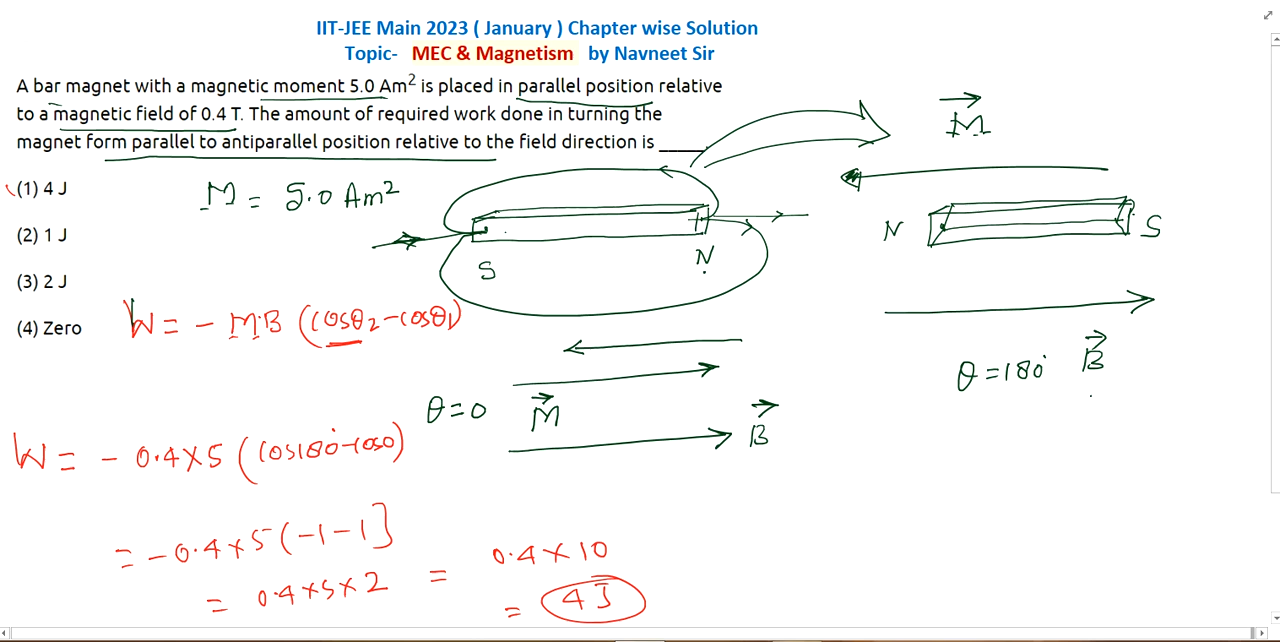 IIT-JEE Main 2023 ( January ) Chapter wise Solution
Topic- MEC & Magnetism by Navneet Sir
A bar magnet with a magnetic moment 5.0 Am² is placed in parallel position relative
to a magnetic field of 0.4 T. The amount of required work done in turning the
magnet form parallel to antiparallel position relative to the field direction is ______
(1) 4 J
(2) 1 J
(3) 2 J
(4) Zero
M = 5.0 Am²
S
N
M
N
S
W = - M.B (cosθ2-cosθ1)
θ=0
M
B
θ=180°
B
W = - 0.4×5 (cos180°-cos0)
= -0.4×5(-1-1]
= 0.4×5×2
= 0.4×10
= 4J